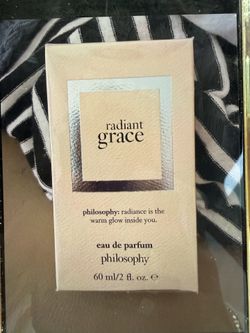 radiant
grace
philosophy: radiance is the
warm glow inside you.
eau de parfum
philosophy
60 ml/2 fl. oz. ℮